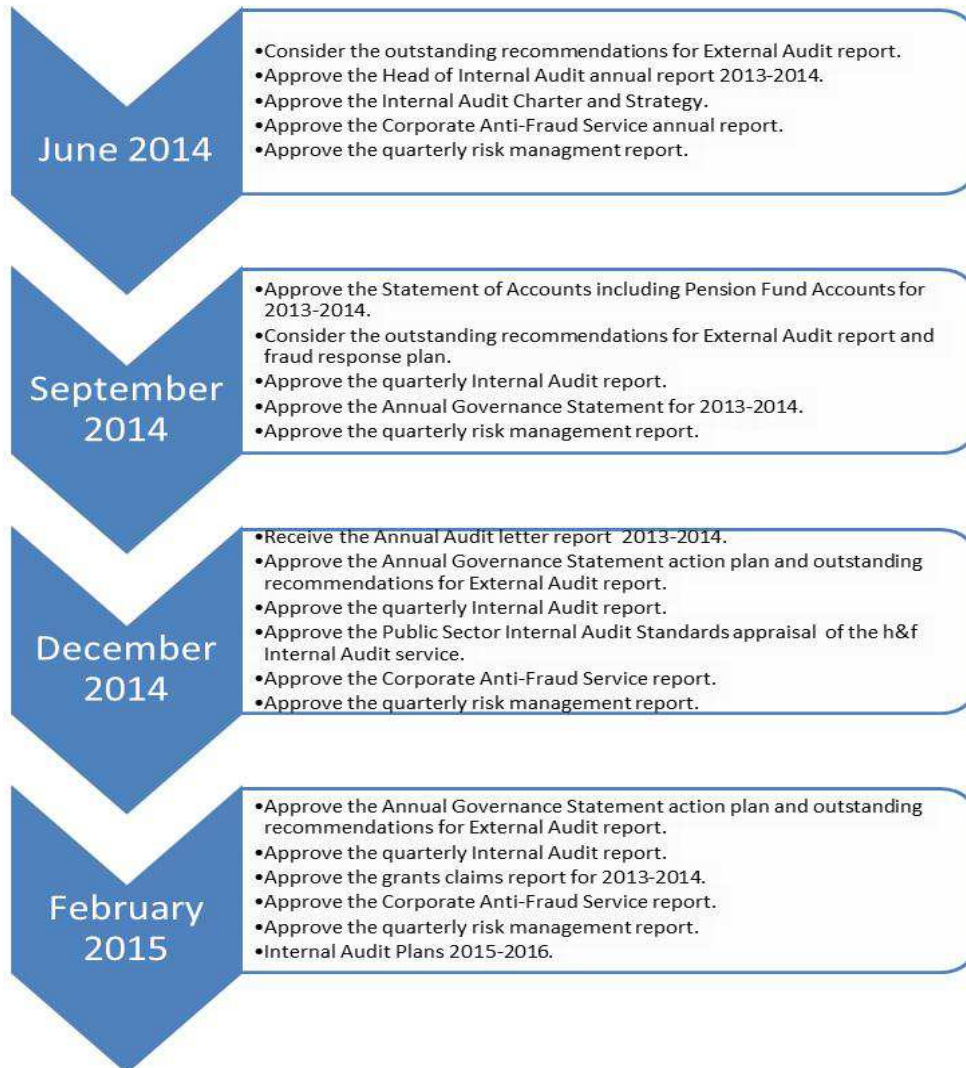 June 2014
•Consider the outstanding recommendations for External Audit report.
•Approve the Head of Internal Audit annual report 2013-2014.
•Approve the Internal Audit Charter and Strategy.
•Approve the Corporate Anti-Fraud Service annual report.
•Approve the quarterly risk managment report.
September
2014
•Approve the Statement of Accounts including Pension Fund Accounts for
2013-2014.
•Consider the outstanding recommendations for External Audit report and
fraud response plan.
•Approve the quarterly Internal Audit report.
•Approve the Annual Governance Statement for 2013-2014.
•Approve the quarterly risk management report.
December
2014
•Receive the Annual Audit letter report 2013-2014.
•Approve the Annual Governance Statement action plan and outstanding
recommendations for External Audit report.
•Approve the quarterly Internal Audit report.
•Approve the Public Sector Internal Audit Standards appraisal of the h&f
Internal Audit service.
•Approve the Corporate Anti-Fraud Service report.
•Approve the quarterly risk management report.
February
2015
•Approve the Annual Governance Statement action plan and outstanding
recommendations for External Audit report.
•Approve the quarterly Internal Audit report.
•Approve the grants claims report for 2013-2014.
•Approve the Corporate Anti-Fraud Service report.
•Approve the quarterly risk management report.
•Internal Audit Plans 2015-2016.